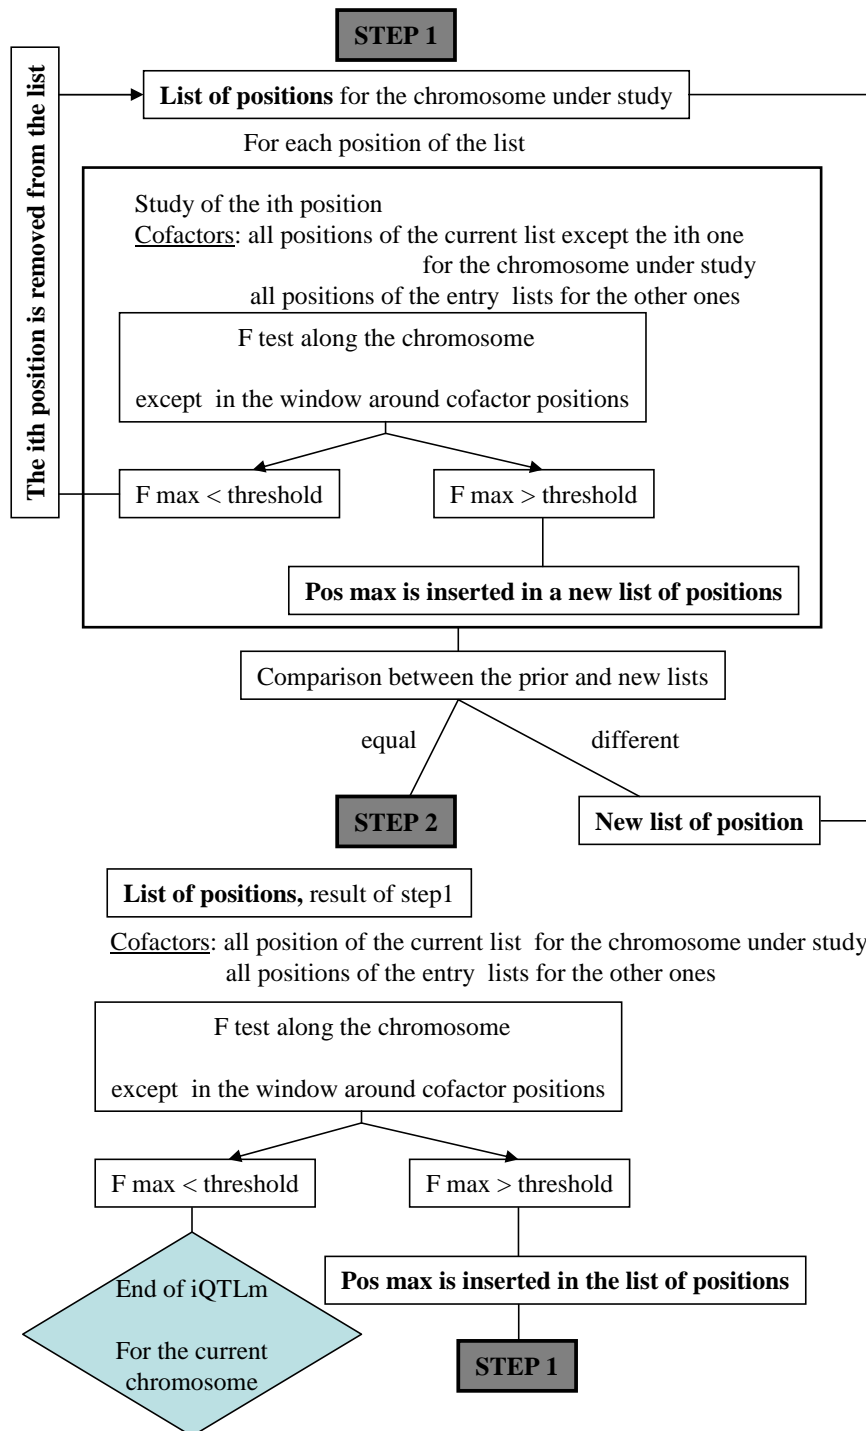 STEP 1
The ith position is removed from the list
List of positions for the chromosome under study
For each position of the list
Study of the ith position
Cofactors: all positions of the current list except the ith one
for the chromosome under study
all positions of the entry lists for the other ones
F test along the chromosome
except in the window around cofactor positions
F max < threshold
F max > threshold
Pos max is inserted in a new list of positions
Comparison between the prior and new lists
equal
different
STEP 2
New list of position
List of positions, result of step1
Cofactors: all position of the current list for the chromosome under study
all positions of the entry lists for the other ones
F test along the chromosome
except in the window around cofactor positions
F max < threshold
F max > threshold
End of iQTLm
For the current
chromosome
Pos max is inserted in the list of positions
STEP 1